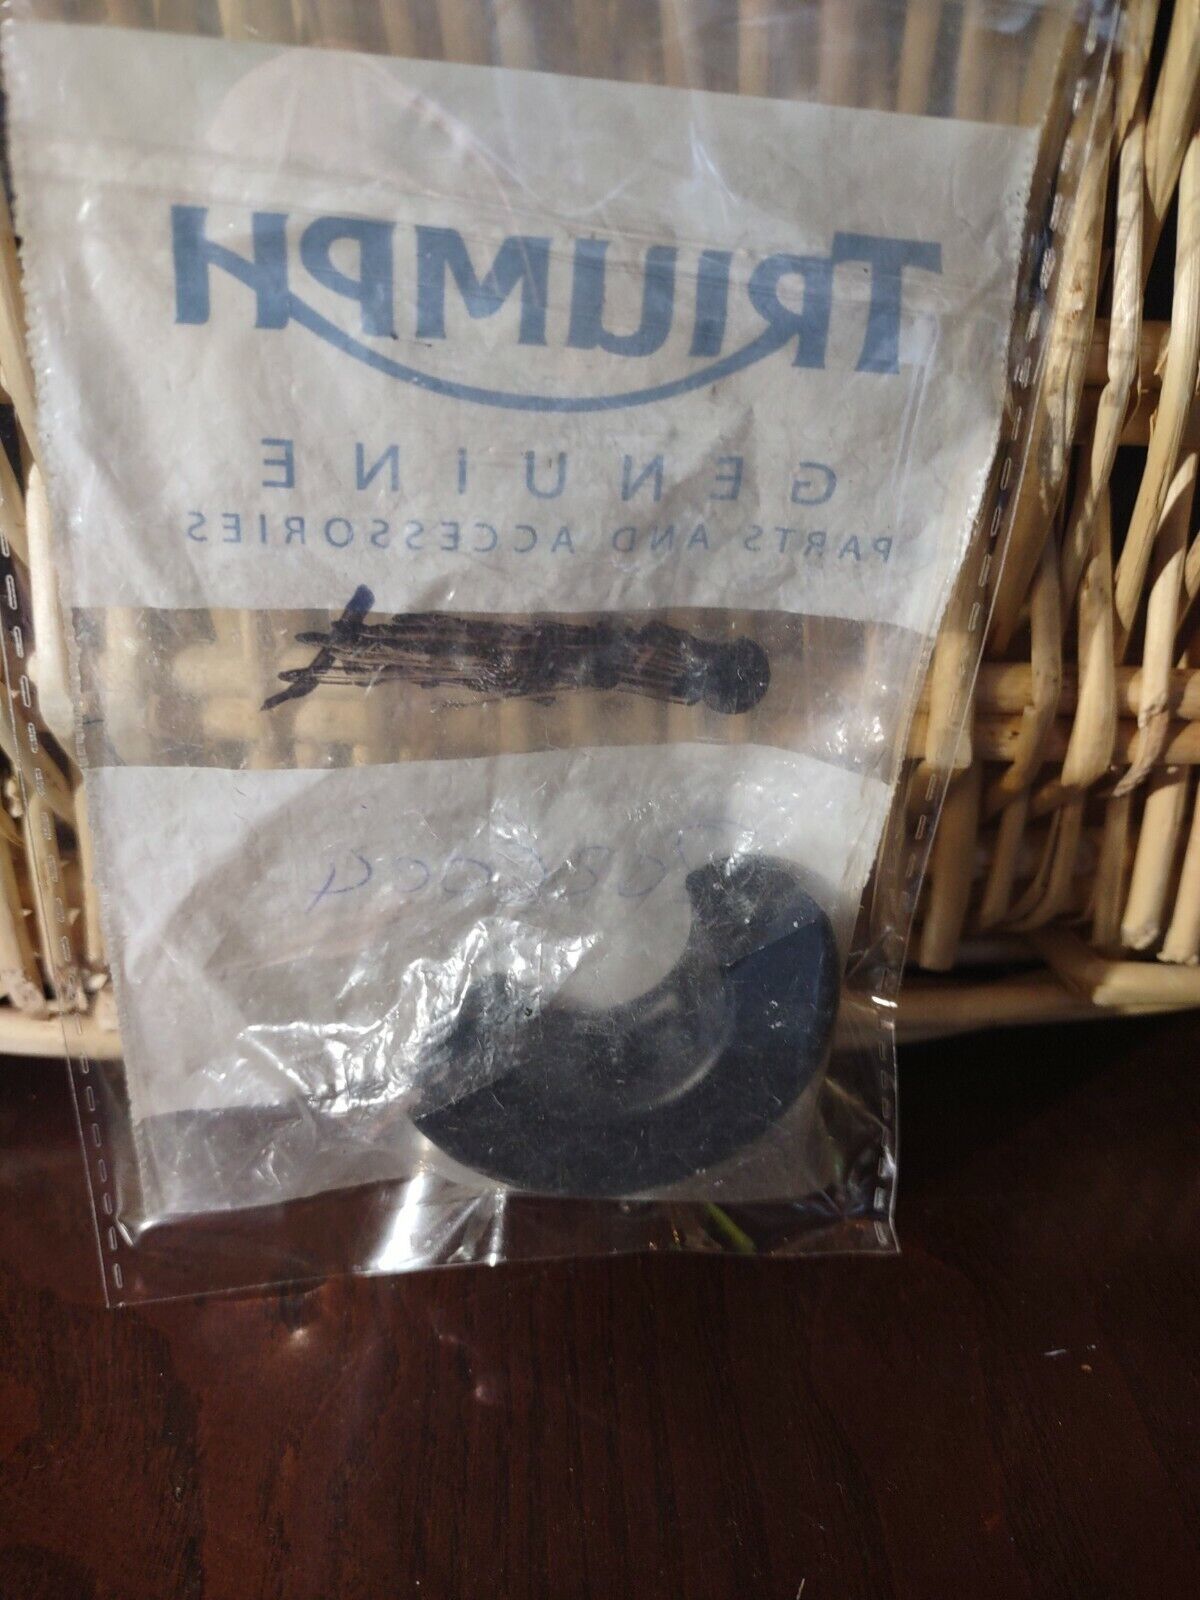 TRIUMPH
GENUINE
PARTS AND ACCESSORIES